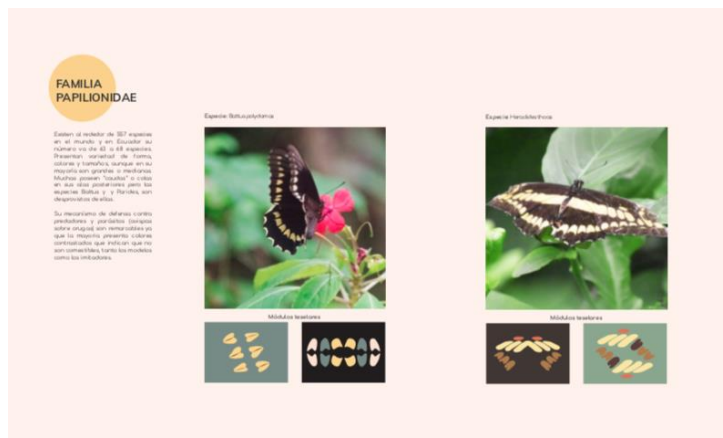 FAMILIA
PAPILIONIDAE
Existen al rededor de 557 especies
en el mundo y en Ecuador su
número va de 63 a 68 especies.
Presentan variedad de forma,
colores y tamaños, aunque en su
mayoría son grandes o medianas.
Muchas poseen "caudas" o colas
en sus alas posteriores pero las
especies Battus y y Parides, son
desprovistas de ellas.
Su mecanismo de defensa contra
predadores y parásitos (avispas
sobre orugas) son remarcables ya
que la mayoría presenta colores
contrastados que indican que no
son comestibles, tanto los modelos
como los imitadores.
Especie: Battus polydamas
Módulos teselares
Especie: Heraclides thoas
Módulos teselares